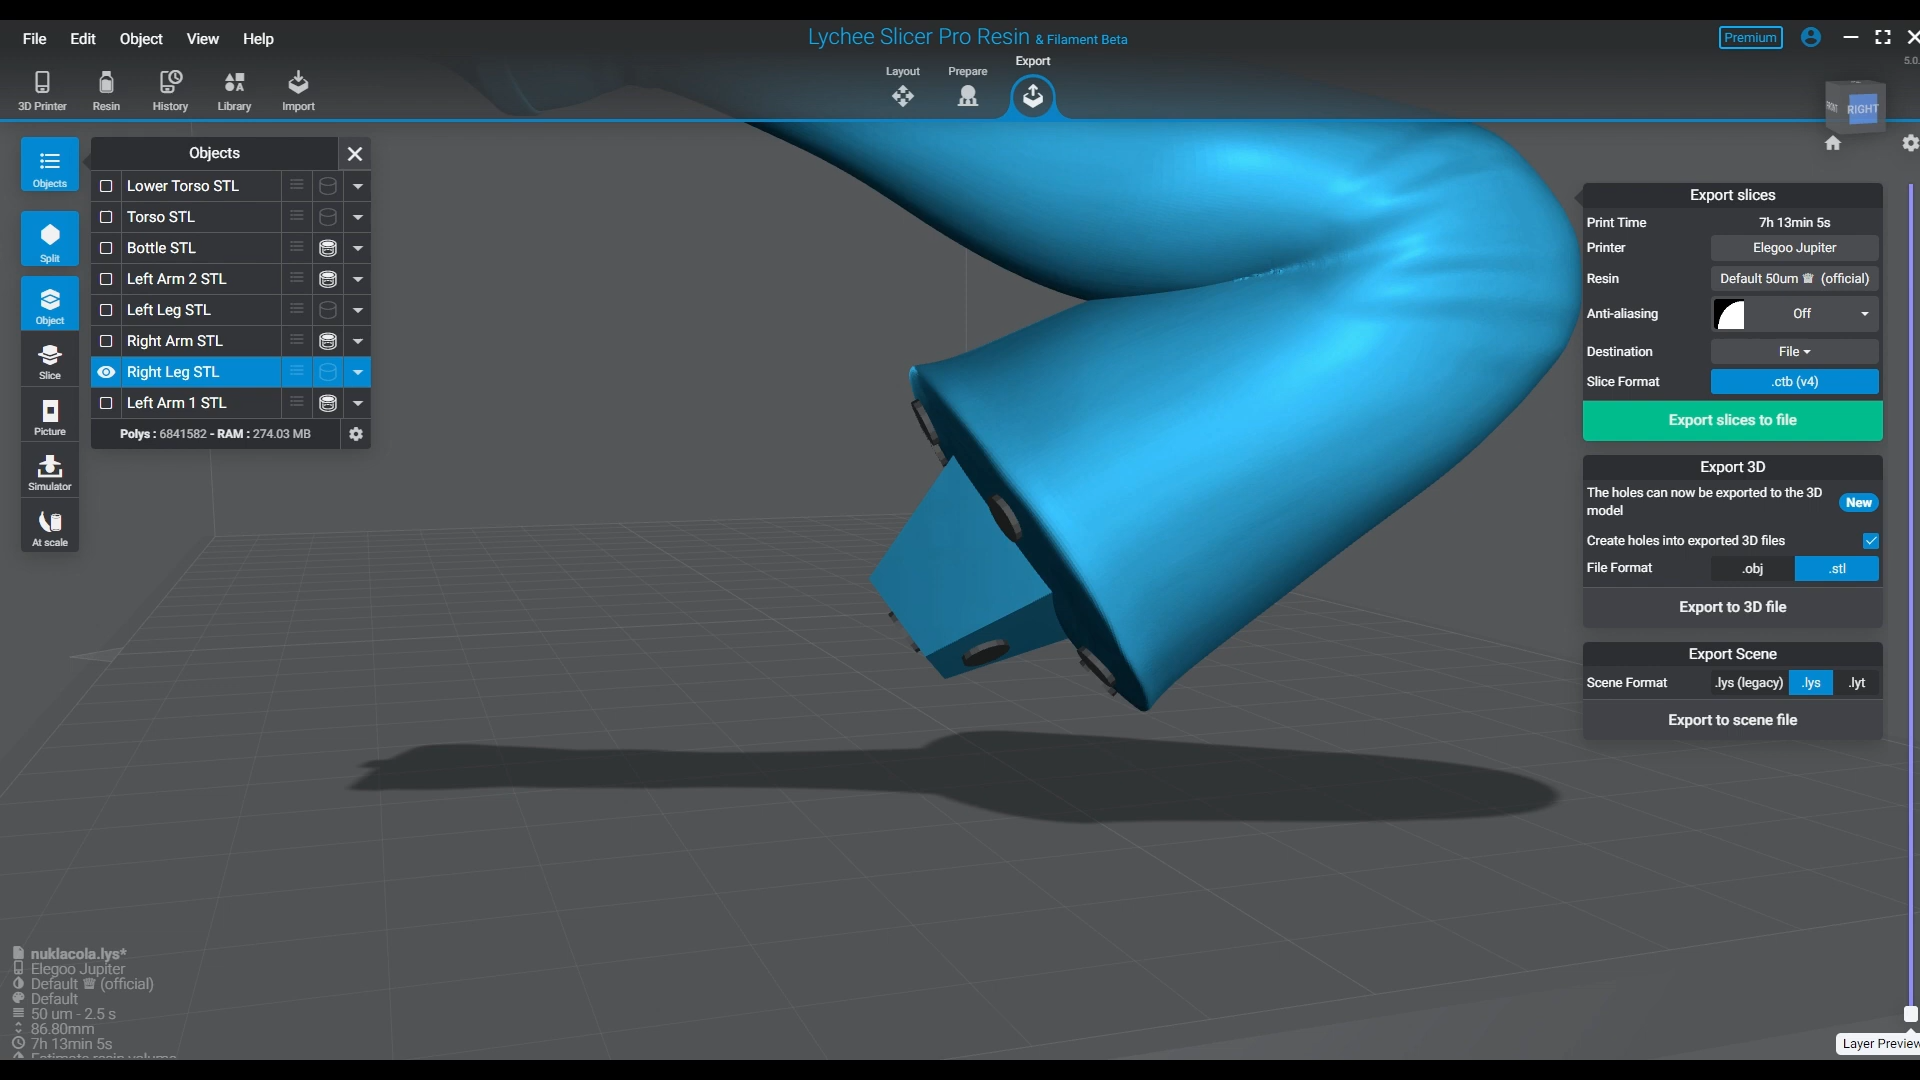 File Edit Object View Help
Lycheе Slicer Pro Resin & Filament Beta
Premium
5.0.
3D Printer Resin History Library Import
Layout Prepare Export
FRONT RIGHT
Objects
Split
Object
Slice
Picture
Simulator
At scale
Objects
Lower Torso STL
Torso STL
Bottle STL
Left Arm 2 STL
Left Leg STL
Right Arm STL
Right Leg STL
Left Arm 1 STL
Polys : 6841582 - RAM : 274.03 MB
Export slices
Print Time 7h 13min 5s
Printer Elegoo Jupiter
Resin Default 50um (official)
Anti-aliasing Off
Destination File
Slice Format .ctb (v4)
Export slices to file
Export 3D
The holes can now be exported to the 3D
model
New
Create holes into exported 3D files
File Format .obj .stl
Export to 3D file
Export Scene
Scene Format .lys (legacy) .lys .lyt
Export to scene file
nuklacola.lys*
Elegoo Jupiter
Default (official)
Default
50 um - 2.5 s
86.80mm
7h 13min 5s
Estimate resin volume
Layer Preview